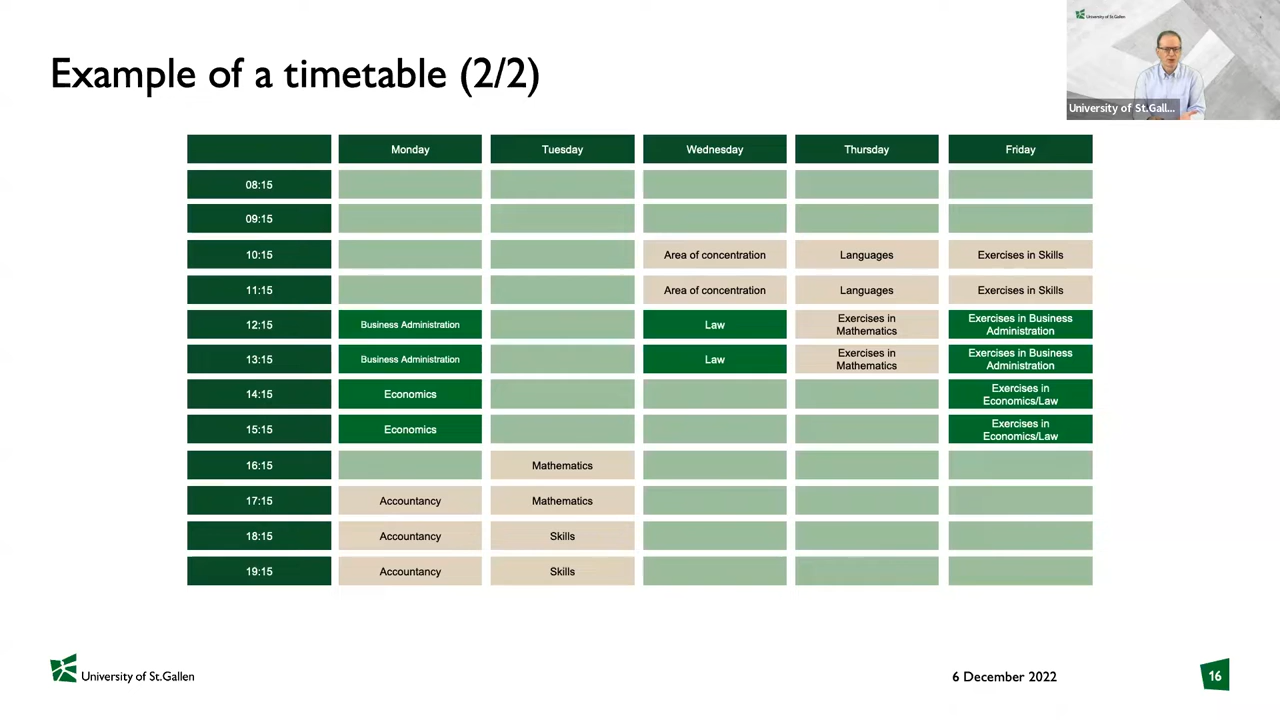 University of St.Gallen
Example of a timetable (2/2)
University of St.Gall...
Monday Tuesday Wednesday Thursday Friday
08:15
09:15
10:15 Area of concentration Languages Exercises in Skills
11:15 Area of concentration Languages Exercises in Skills
12:15 Business Administration Law Exercises in Mathematics Exercises in Business Administration
13:15 Business Administration Law Exercises in Mathematics Exercises in Business Administration
14:15 Economics Exercises in Economics/Law
15:15 Economics Exercises in Economics/Law
16:15 Mathematics
17:15 Accountancy Mathematics
18:15 Accountancy Skills
19:15 Accountancy Skills
University of St.Gallen
6 December 2022
16